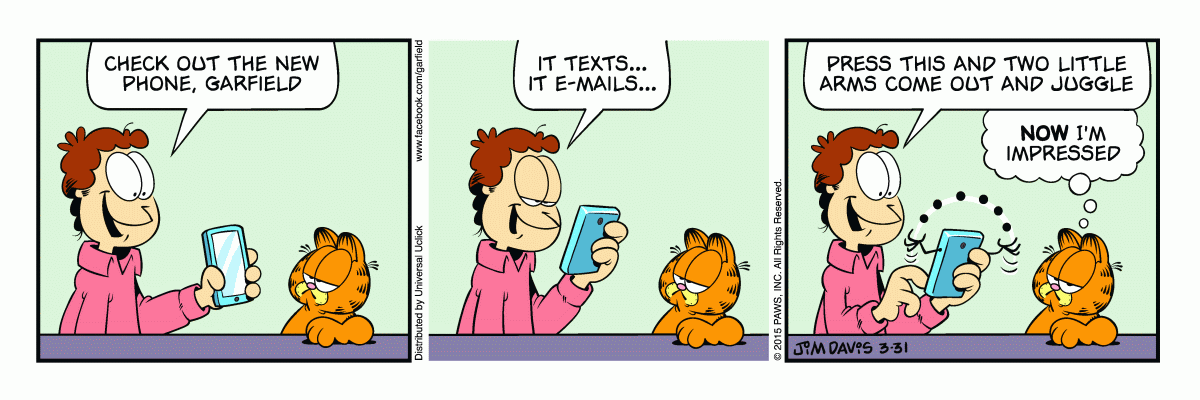 CHECK OUT THE NEW
PHONE, GARFIELD
www.facebook.com/garfield
Distributed by Universal Uclick
IT TEXTS...
IT E-MAILS...
© 2015 PAWS, INC. All Rights Reserved.
PRESS THIS AND TWO LITTLE
ARMS COME OUT AND JUGGLE
NOW I'M
IMPRESSED
JIM DAVIS 3-31